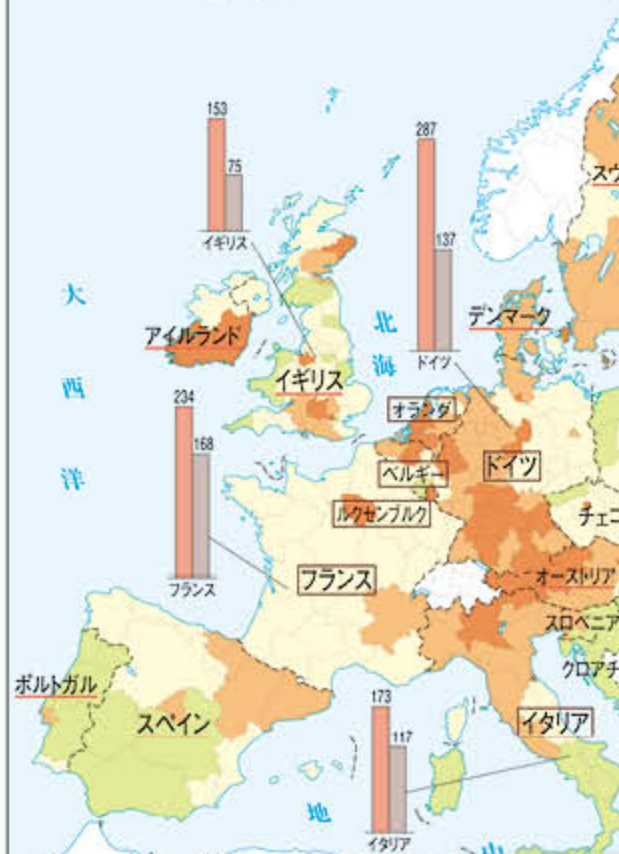 153
75
イギリス
287
137
ドイツ
スウ
大西洋
北海
デンマーク
アイルランド
イギリス
234
168
フランス
オランダ
ベルギー
ドイツ
ルクセンブルク
チェコ
フランス
オーストリア
スロベニア
クロアチ
ポルトガル
スペイン
173
117
イタリア
イタリア
地